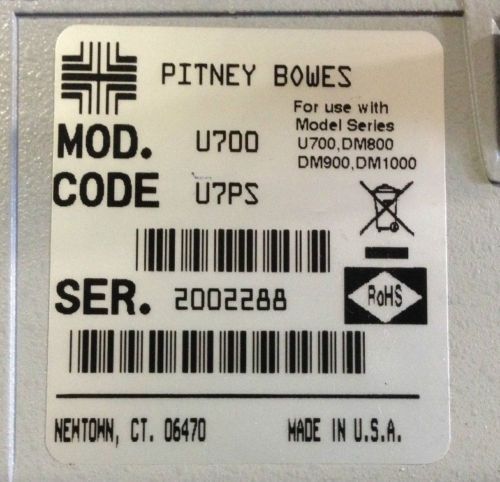 PITNEY BOWES
For use with
Model Series
U700,DM800
DM900,DM1000
MOD. U700
CODE U7PS
SER. 2002288
RoHS
NEWTOWN, CT. 06470 MADE IN U.S.A.